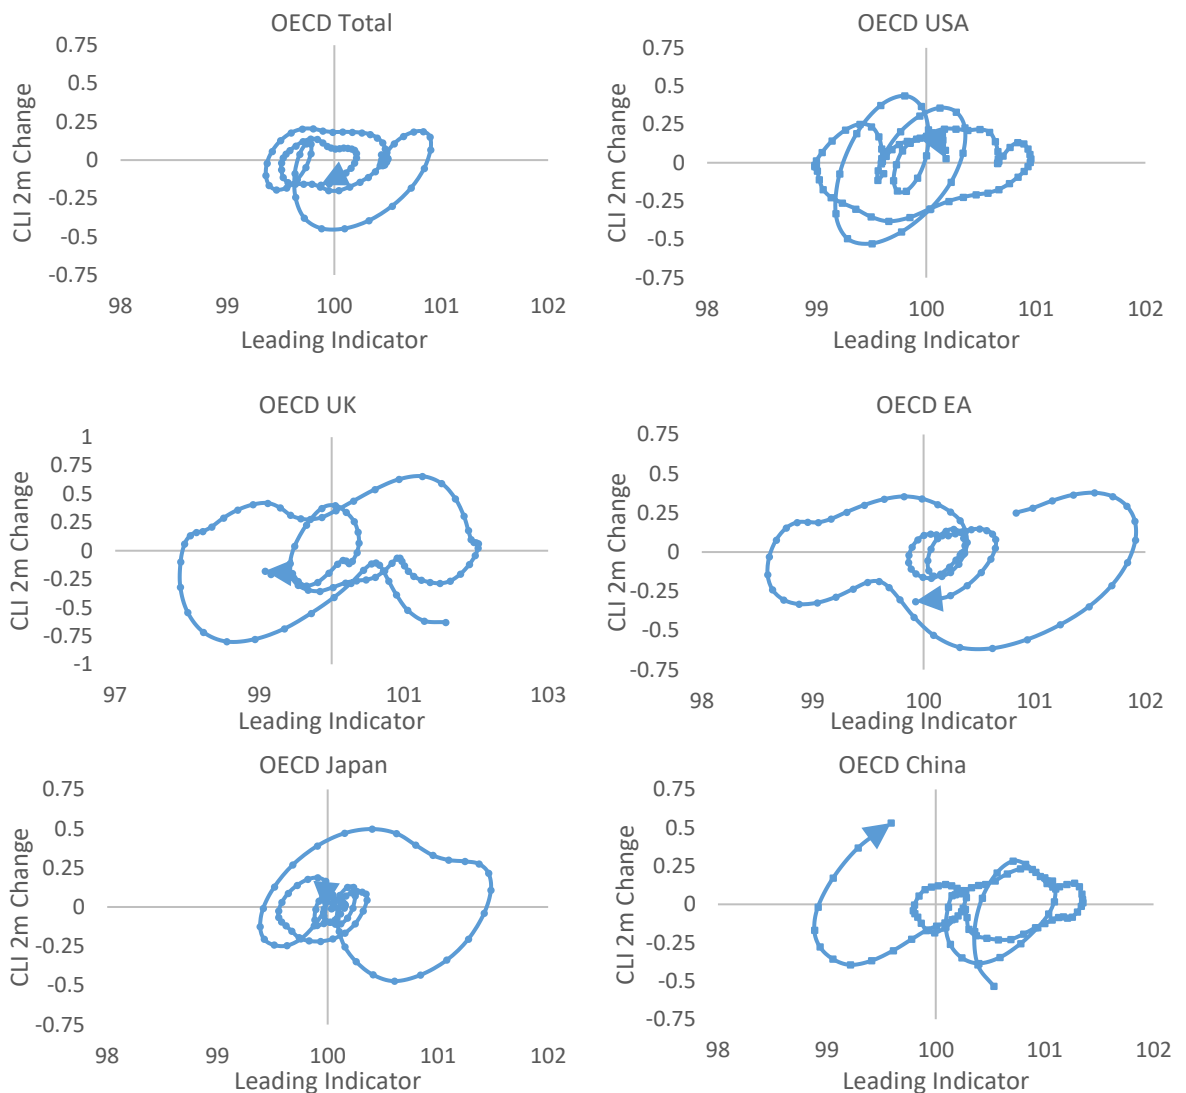 OECD Total
CLI 2m Change
0.75
0.5
0.25
0
-0.25
-0.5
-0.75
98 99 100 101 102
Leading Indicator
OECD USA
CLI 2m Change
0.75
0.5
0.25
0
-0.25
-0.5
-0.75
98 99 100 101 102
Leading Indicator
OECD UK
CLI 2m Change
1
0.75
0.5
0.25
0
-0.25
-0.5
-0.75
-1
97 99 101 103
Leading Indicator
OECD EA
CLI 2m Change
0.75
0.5
0.25
0
-0.25
-0.5
-0.75
98 99 100 101 102
Leading Indicator
OECD Japan
CLI 2m Change
0.75
0.5
0.25
0
-0.25
-0.5
-0.75
98 99 100 101 102
Leading Indicator
OECD China
CLI 2m Change
0.75
0.5
0.25
0
-0.25
-0.5
-0.75
98 99 100 101 102
Leading Indicator